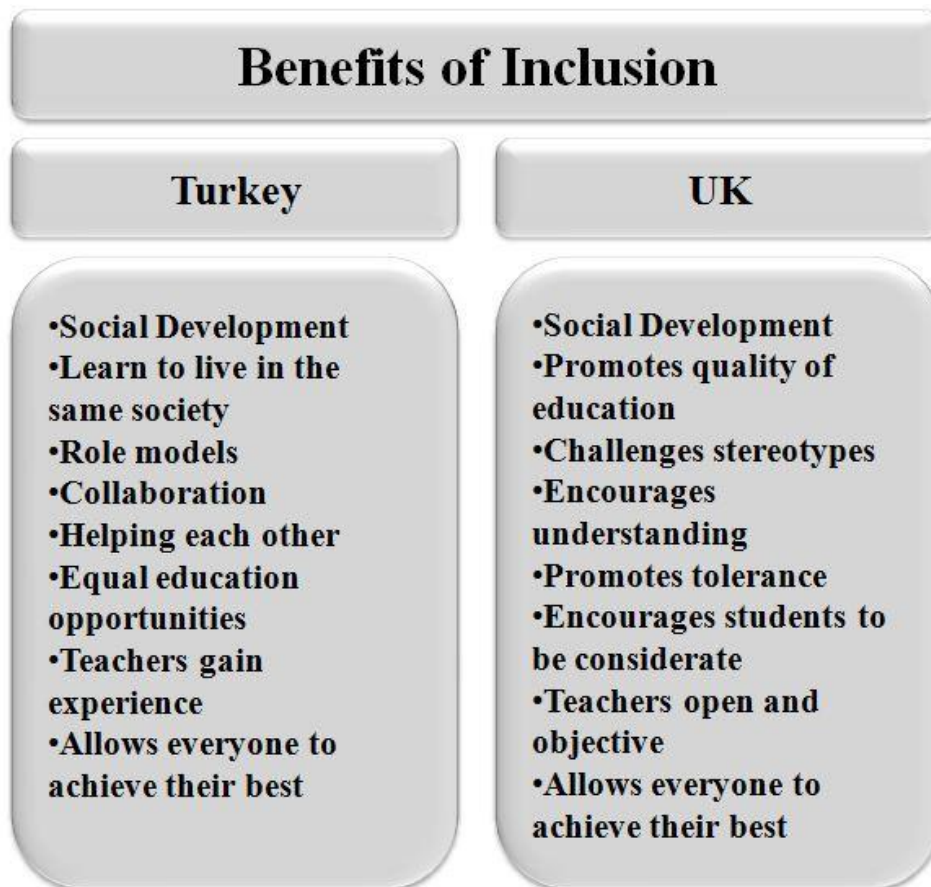 Benefits of Inclusion
Turkey
•Social Development
•Learn to live in the
same society
•Role models
•Collaboration
•Helping each other
•Equal education
opportunities
•Teachers gain
experience
•Allows everyone to
achieve their best
UK
•Social Development
•Promotes quality of
education
•Challenges stereotypes
•Encourages
understanding
•Promotes tolerance
•Encourages students to
be considerate
•Teachers open and
objective
•Allows everyone to
achieve their best